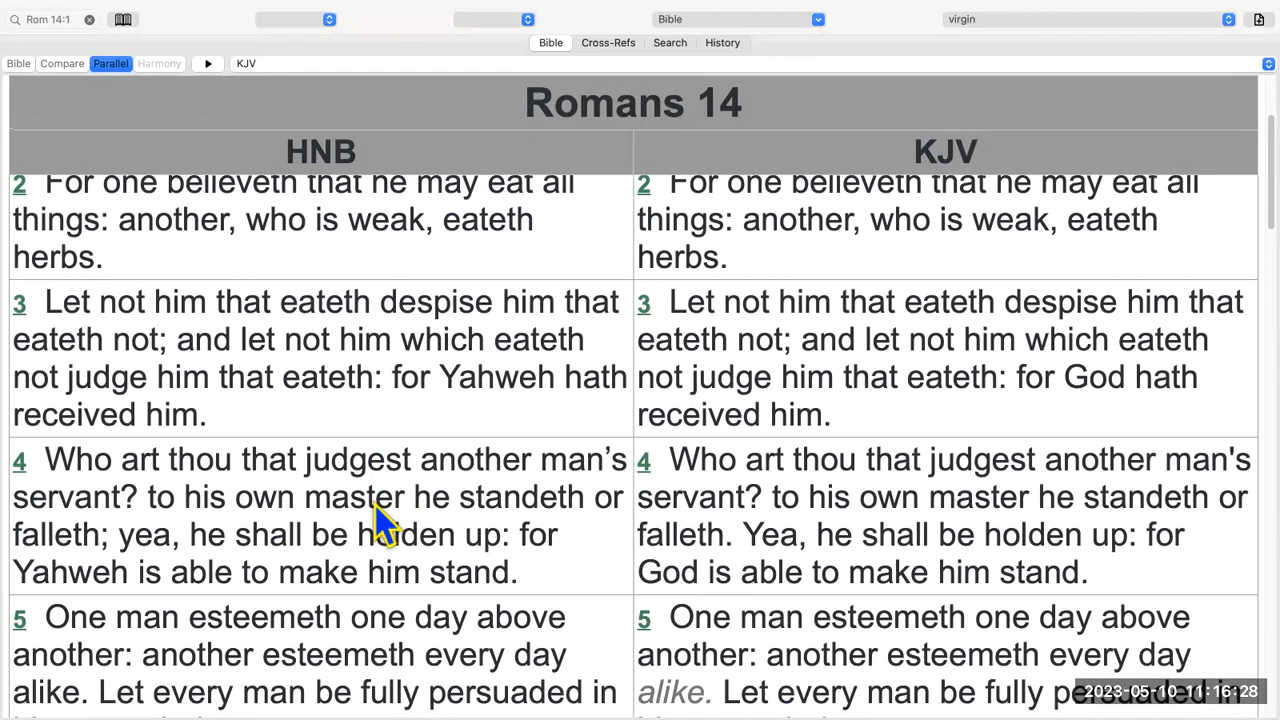 Rom 14:1 Bible virgin
Bible Cross-Refs Search History
Bible Compare Parallel Harmony KJV
Romans 14
HNB
2 For one believeth that he may eat all
things: another, who is weak, eateth
herbs.
3 Let not him that eateth despise him that
eateth not; and let not him which eateth
not judge him that eateth: for Yahweh hath
received him.
4 Who art thou that judgest another man’s
servant? to his own master he standeth or
falleth; yea, he shall be holden up: for
Yahweh is able to make him stand.
5 One man esteemeth one day above
another: another esteemeth every day
alike. Let every man be fully persuaded in
KJV
2 For one believeth that he may eat all
things: another, who is weak, eateth
herbs.
3 Let not him that eateth despise him that
eateth not; and let not him which eateth
not judge him that eateth: for God hath
received him.
4 Who art thou that judgest another man's
servant? to his own master he standeth or
falleth. Yea, he shall be holden up: for
God is able to make him stand.
5 One man esteemeth one day above
another: another esteemeth every day
alike. Let every man be fully persuaded in
2023-05-10 11:16:28